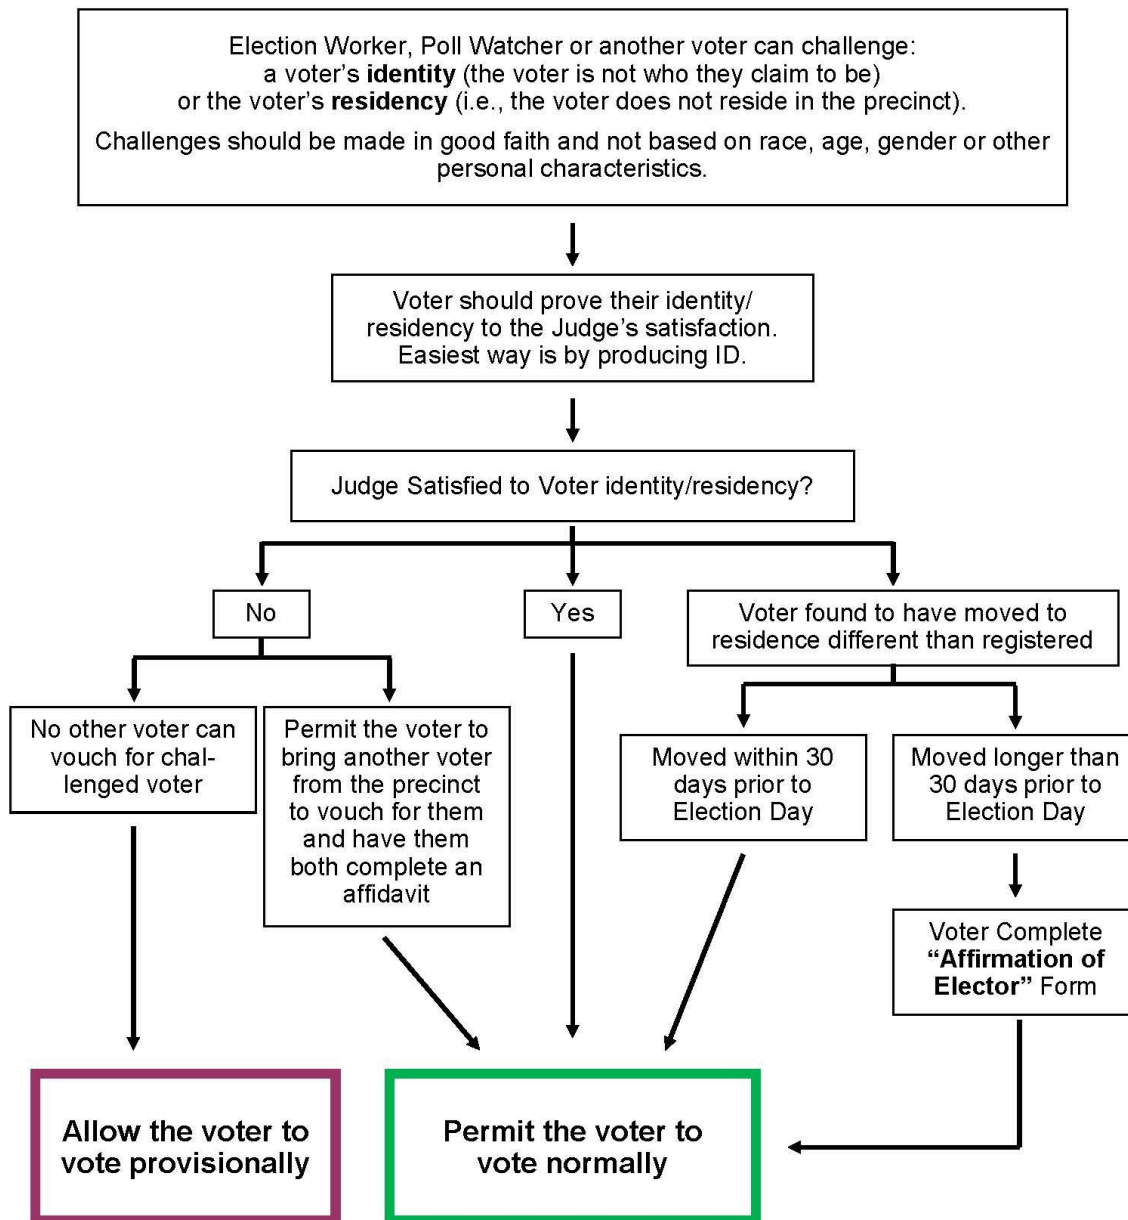 Election Worker, Poll Watcher or another voter can challenge:
a voter's identity (the voter is not who they claim to be)
or the voter's residency (i.e., the voter does not reside in the precinct).
Challenges should be made in good faith and not based on race, age, gender or other
personal characteristics.
Voter should prove their identity/
residency to the Judge's satisfaction.
Easiest way is by producing ID.
Judge Satisfied to Voter identity/residency?
No
Yes
Voter found to have moved to
residence different than registered
No other voter can
vouch for chal-
lenged voter
Permit the voter to
bring another voter
from the precinct
to vouch for them
and have them
both complete an
affidavit
Moved within 30
days prior to
Election Day
Moved longer than
30 days prior to
Election Day
Voter Complete
“Affirmation of
Elector” Form
Allow the voter to
vote provisionally
Permit the voter to
vote normally